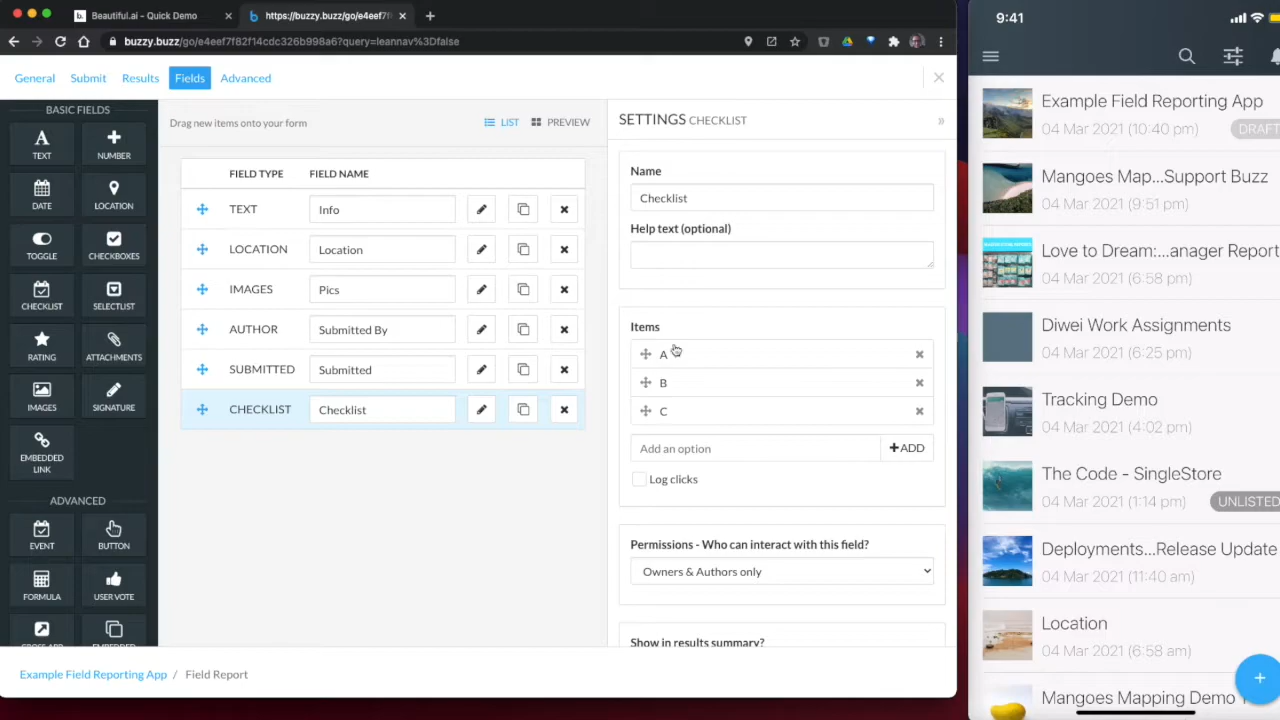 Beautiful.ai - Quick Demo
https://buzzy.buzz/go/e4ee7f8
buzzy.buzz/go/e4eef7f82f14cdc326b998a6?query=leannav%3Dfalse
General Submit Results Fields Advanced
BASIC FIELDS
TEXT
NUMBER
DATE
LOCATION
TOGGLE
CHECKBOXES
CHECKLIST
SELECTLIST
RATING
ATTACHMENTS
IMAGES
SIGNATURE
EMBEDDED
LINK
ADVANCED
EVENT
BUTTON
FORMULA
USER VOTE
Drag new items onto your form
LIST
PREVIEW
FIELD TYPE FIELD NAME
TEXT Info
LOCATION Location
IMAGES Pics
AUTHOR Submitted By
SUBMITTED Submitted
CHECKLIST Checklist
SETTINGS CHECKLIST
Name
Checklist
Help text (optional)
Items
A
B
C
Add an option
+ADD
Log clicks
Permissions - Who can interact with this field?
Owners & Authors only
Show in results summary?
Example Field Reporting App / Field Report
9:41
Example Field Reporting App
04 Mar 2021 (10:40 pm) DRAFT
Mangoes Map...Support Buzz
04 Mar 2021 (9:51 pm)
Love to Dream:...anager Report
04 Mar 2021 (6:58
Diwei Work Assignments
04 Mar 2021 (6:25 pm)
Tracking Demo
04 Mar 2021 (4:02 pm)
The Code - SingleStore
04 Mar 2021 (1:14 pm) UNLISTED
Deployments...Release Update
04 Mar 2021 (11:04 am)
Location
04 Mar 2021 (6:58 am)
Mangoes Mapping Demo
+